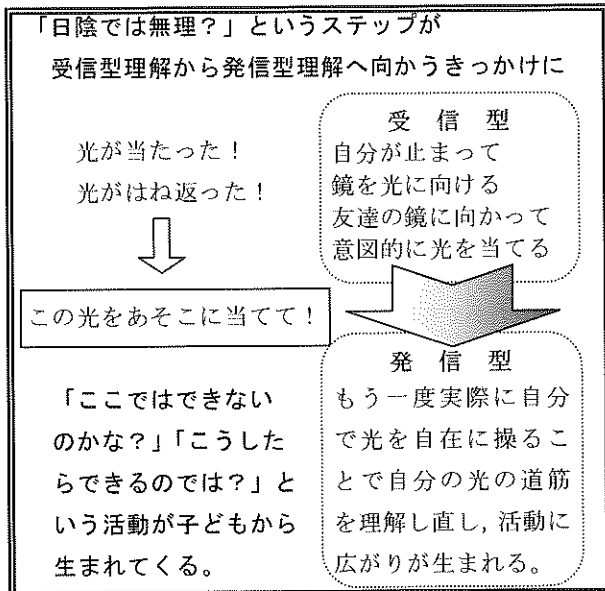 「日陰では無理？」というステップが
受信型理解から発信型理解へ向かうきっかけに
光が当たった！
光がはね返った！
この光をあそこに当てて！
「ここではできない
のかな？」「こうした
らできるのでは？」と
いう活動が子どもから
生まれてくる。
受信型
自分が止まって
鏡を光に向ける
友達の鏡に向かって
意図的に光を当てる
発信型
もう一度実際に自分
で光を自在に操るこ
とで自分の光の道筋
を理解し直し，活動に
広がりが生まれる。